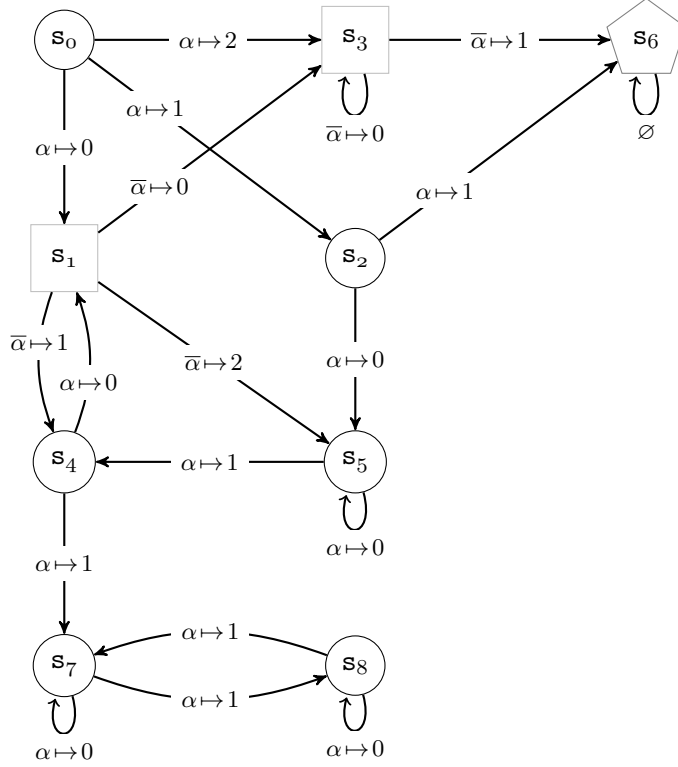 s₀ α↦2 s₃ ᾱ↦1 s₆
α↦1 ᾱ↦0 ∅
α↦0
ᾱ↦0 α↦1
s₁ s₂
ᾱ↦1 ᾱ↦2 α↦0
α↦0
s₄ α↦1 s₅
α↦0
α↦1
α↦1
s₇ s₈
α↦1
α↦0 α↦0